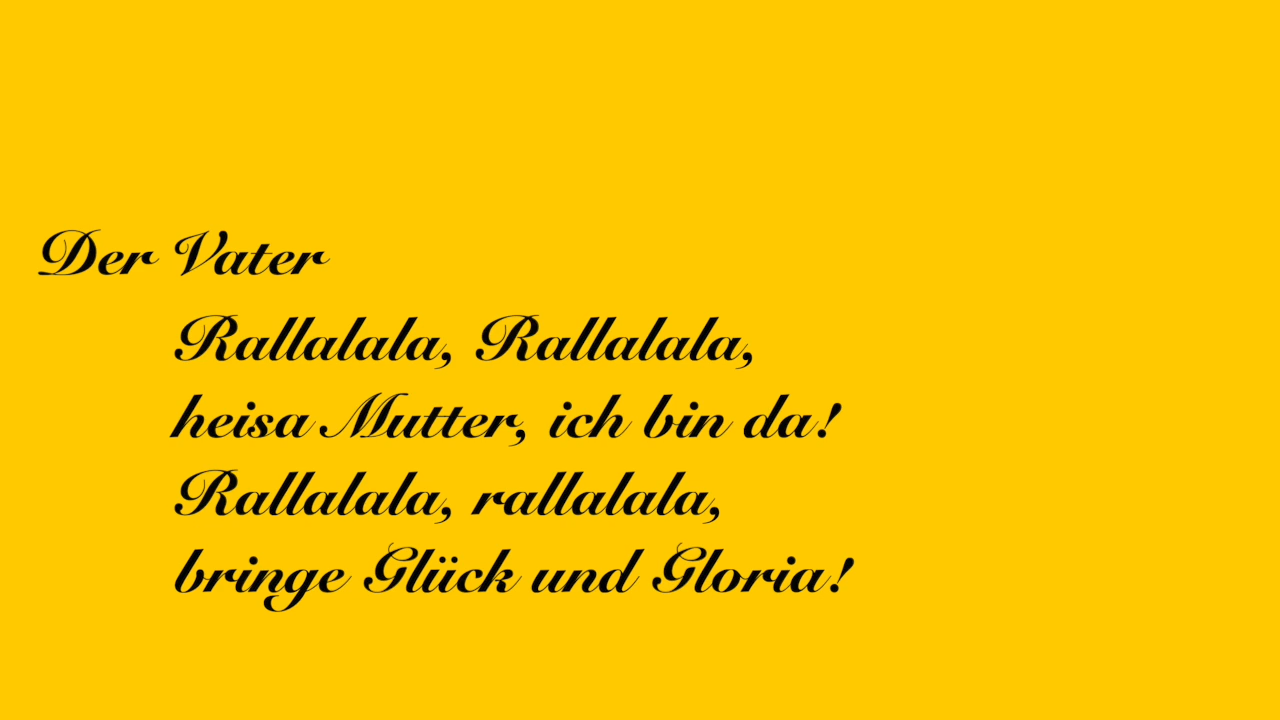 Der Vater
Rallalala, Rallalala,
heisa Mutter, ich bin da!
Rallalala, rallalala,
bringe Glück und Gloria!